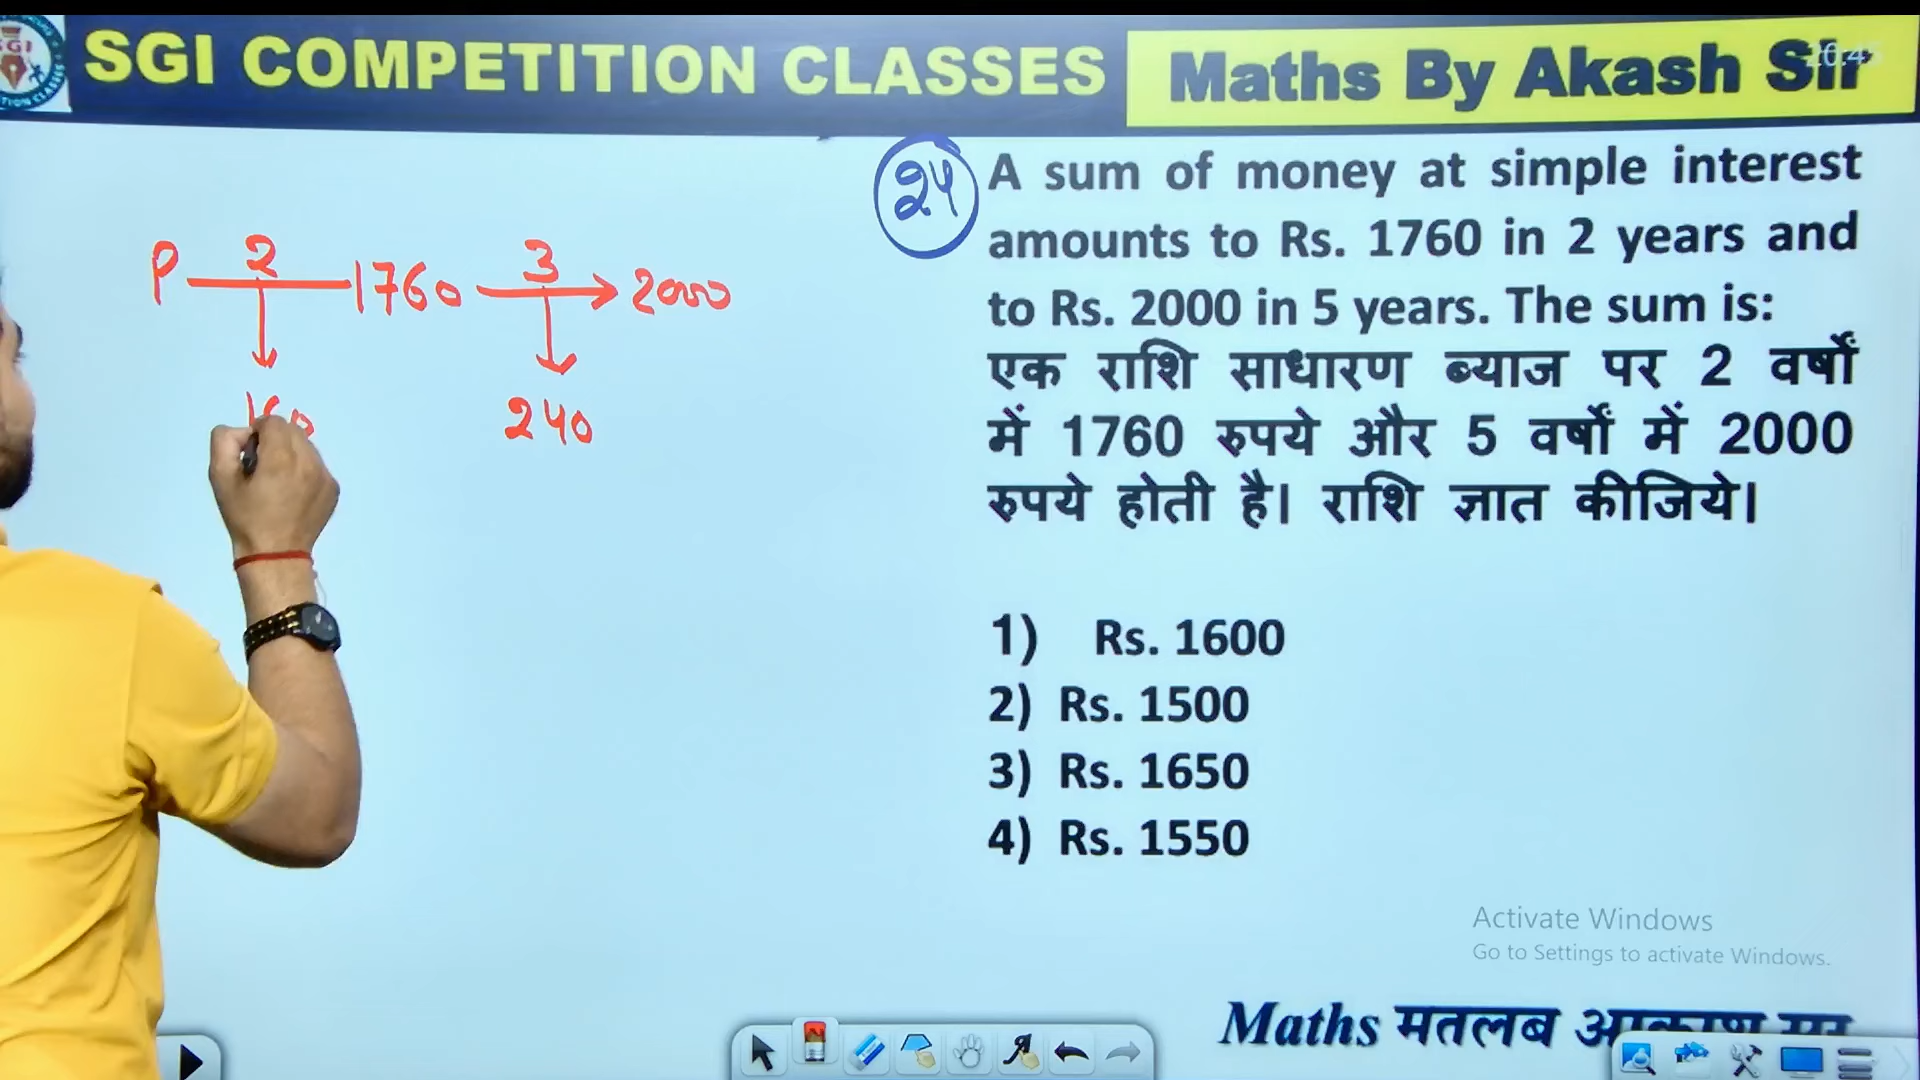 SGI COMPETITION CLASSES
Maths By Akash Sir
20:45
24
A sum of money at simple interest
amounts to Rs. 1760 in 2 years and
to Rs. 2000 in 5 years. The sum is:
एक राशि साधारण ब्याज पर 2 वर्षों
में 1760 रुपये और 5 वर्षों में 2000
रुपये होती है। राशि ज्ञात कीजिये।
1) Rs. 1600
2) Rs. 1500
3) Rs. 1650
4) Rs. 1550
P 2 1760 3 2000
160 240
Activate Windows
Go to Settings to activate Windows.
Maths मतलब